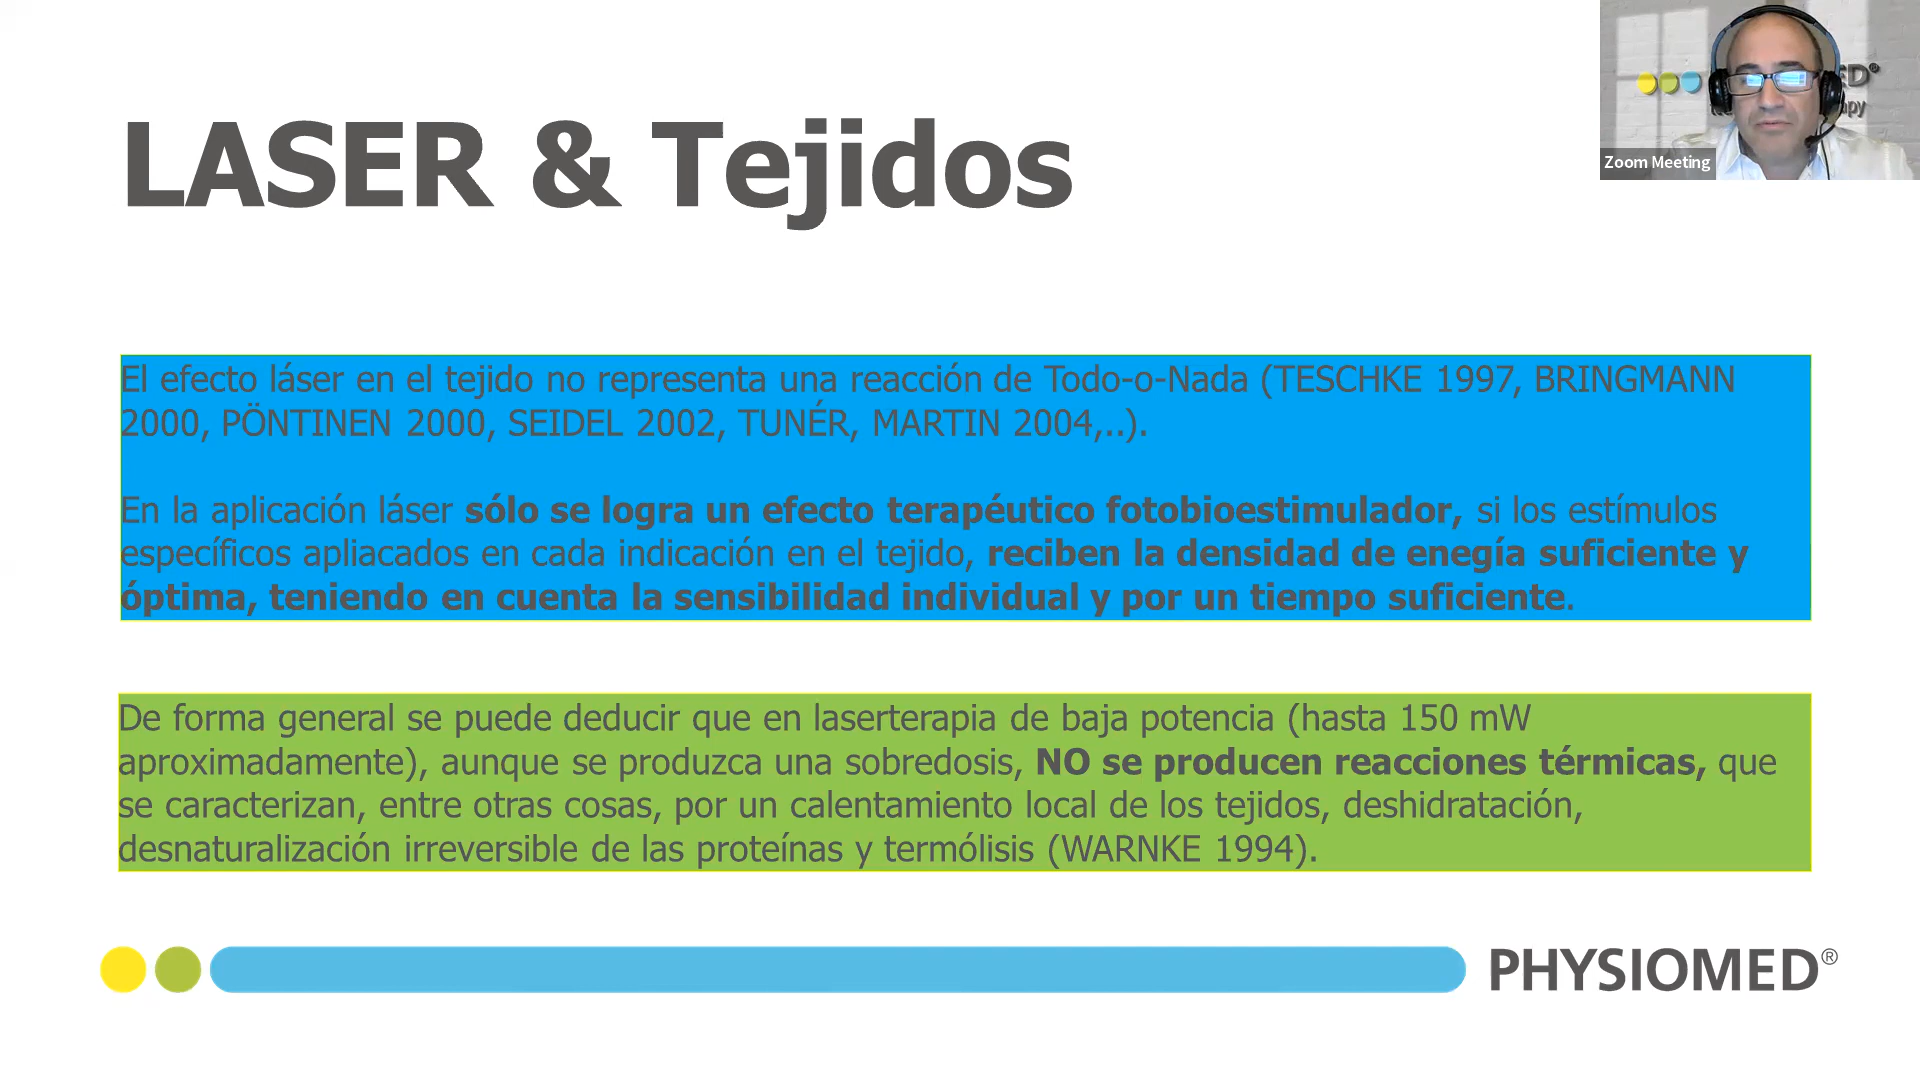 LASER & Tejidos
ED®
apy
Zoom Meeting
El efecto láser en el tejido no representa una reacción de Todo-o-Nada (TESCHKE 1997, BRINGMANN
2000, PÖNTINEN 2000, SEIDEL 2002, TUNÉR, MARTIN 2004,..).
En la aplicación láser sólo se logra un efecto terapéutico fotobioestimulador, si los estímulos
específicos apliacados en cada indicación en el tejido, reciben la densidad de enegía suficiente y
óptima, teniendo en cuenta la sensibilidad individual y por un tiempo suficiente.
De forma general se puede deducir que en laserterapia de baja potencia (hasta 150 mW
aproximadamente), aunque se produzca una sobredosis, NO se producen reacciones térmicas, que
se caracterizan, entre otras cosas, por un calentamiento local de los tejidos, deshidratación,
desnaturalización irreversible de las proteínas y termólisis (WARNKE 1994).
PHYSIOMED®